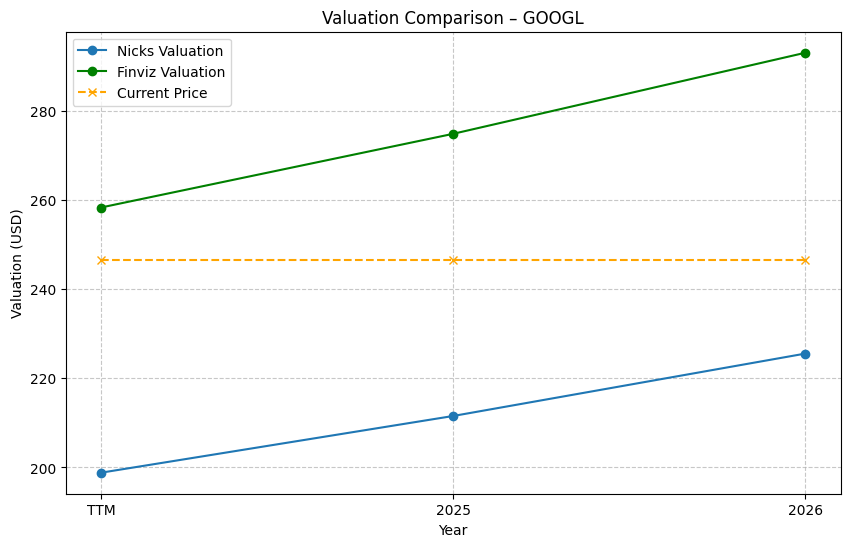 Valuation Comparison – GOOGL
Nicks Valuation
Finviz Valuation
Current Price
280
260
240
220
200
Valuation (USD)
TTM
2025
2026
Year